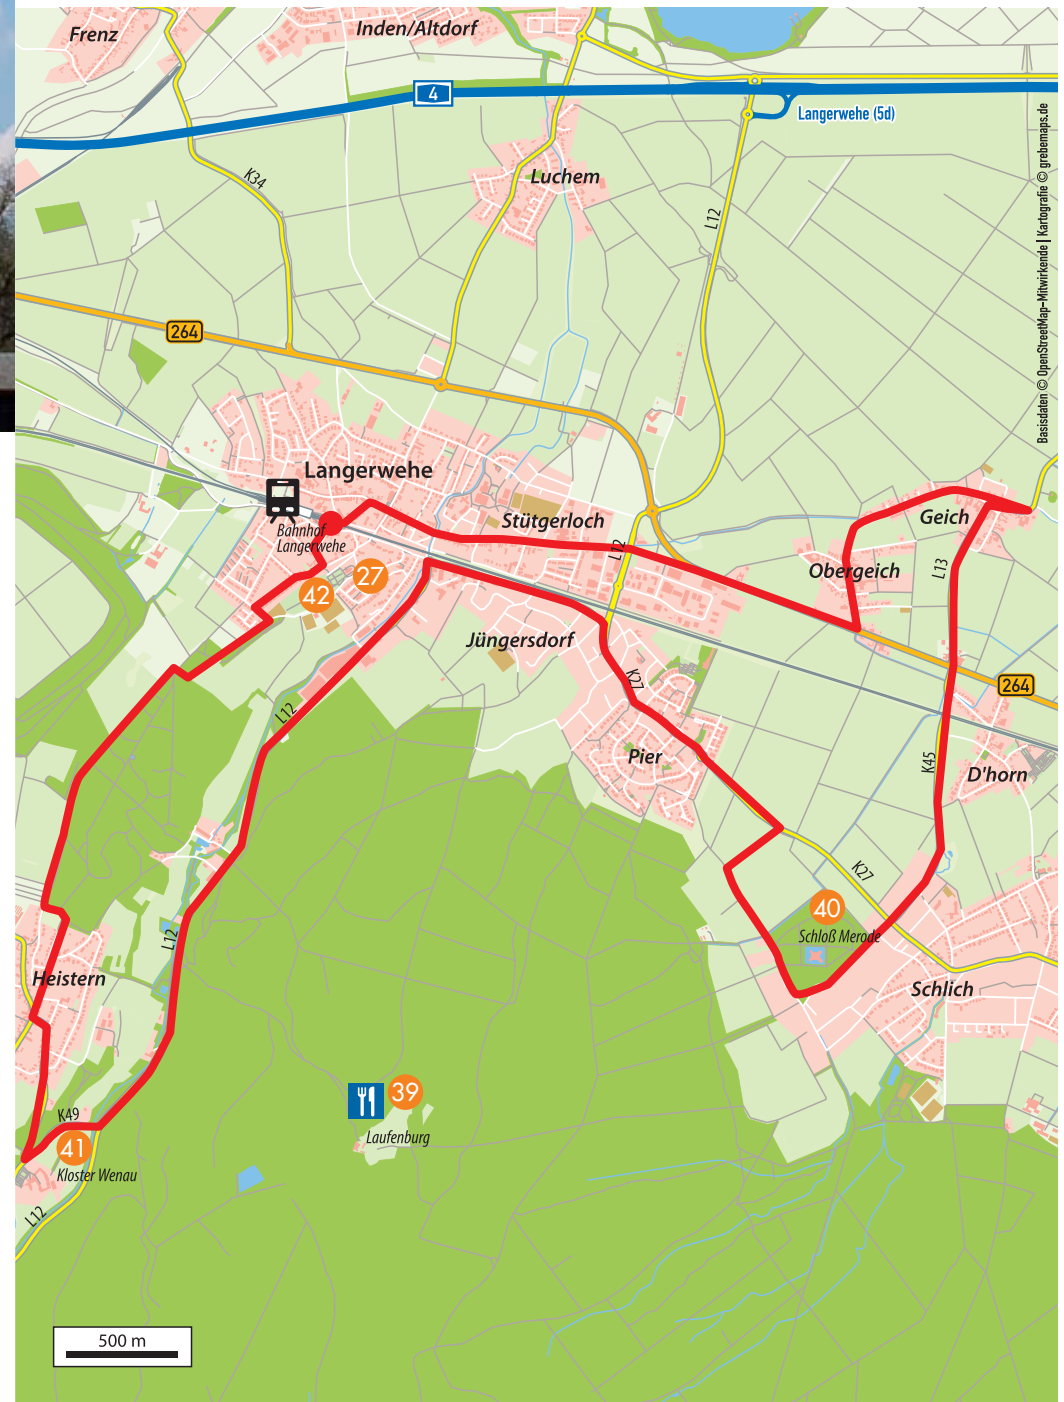 Frenz
Inden/Altdorf
4
Langerwehe (5d)
K34
Luchem
L12
Basisdaten © OpenStreetMap-Mitwirkende | Kartografie © grebemaps.de
264
Langerwehe
Bahnhof
Langerwehe
Stütgerloch
L12
Geich
Obergeich
L13
42
27
Jüngersdorf
K27
264
L12
Pier
K45
D'horn
K27
40
Schloß Merode
L12
Heistern
Schlich
39
Laufenburg
K49
41
Kloster Wenau
L12
500 m